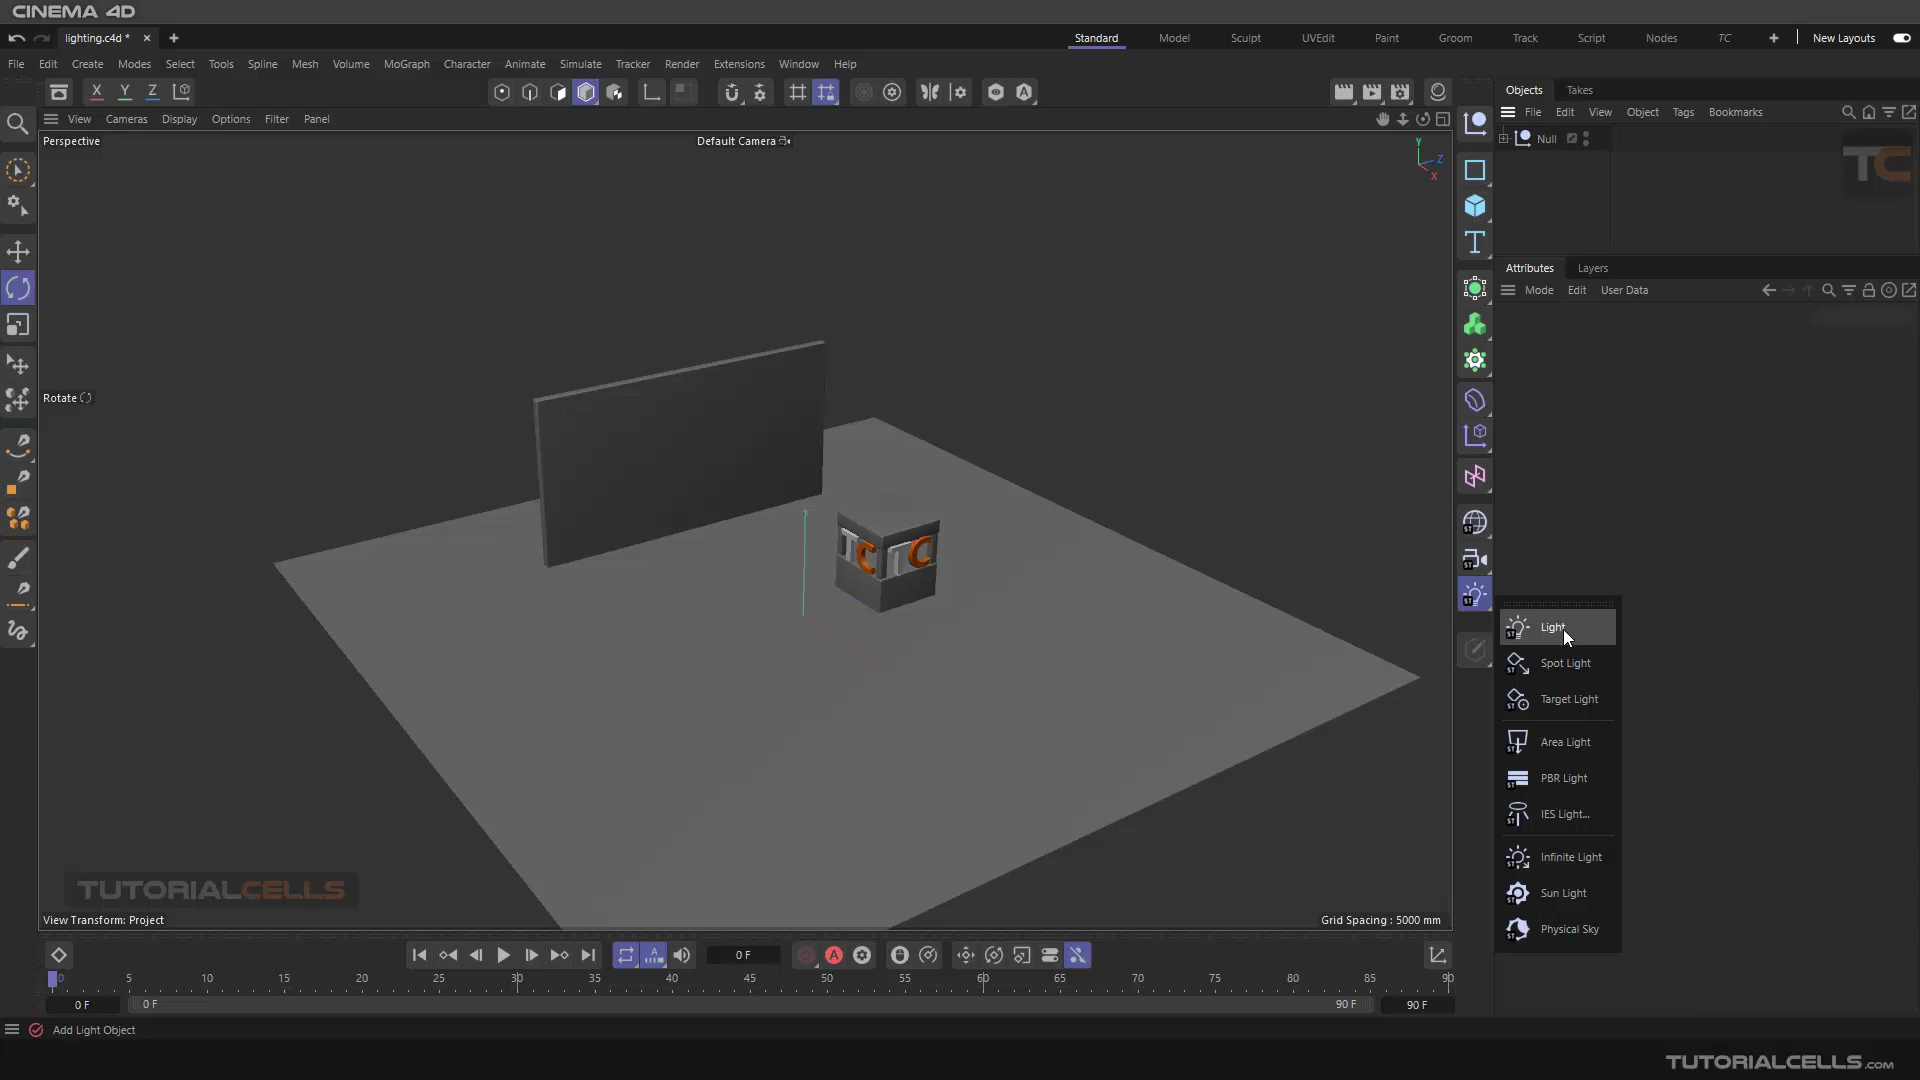 CINEMA 4D
lighting.c4d *
Standard Model Sculpt UVEdit Paint Groom Track Script Nodes TC New Layouts
File Edit Create Modes Select Tools Spline Mesh Volume MoGraph Character Animate Simulate Tracker Render Extensions Window Help
X Y Z
Objects Takes
File Edit View Object Tags Bookmarks
View Cameras Display Options Filter Panel
Perspective
Default Camera
Y
Z
X
Null
TC
Attributes Layers
Mode Edit User Data
Rotate
TC TC
Light
Spot Light
Target Light
Area Light
PBR Light
IES Light...
Infinite Light
Sun Light
Physical Sky
TUTORIALCELLS
View Transform: Project
Grid Spacing : 5000 mm
0 F
0 5 10 15 20 25 30 35 40 45 50 55 60 65 70 75 80 85 90
0 F 0 F 90 F 90 F
Add Light Object
TUTORIALCELLS.com